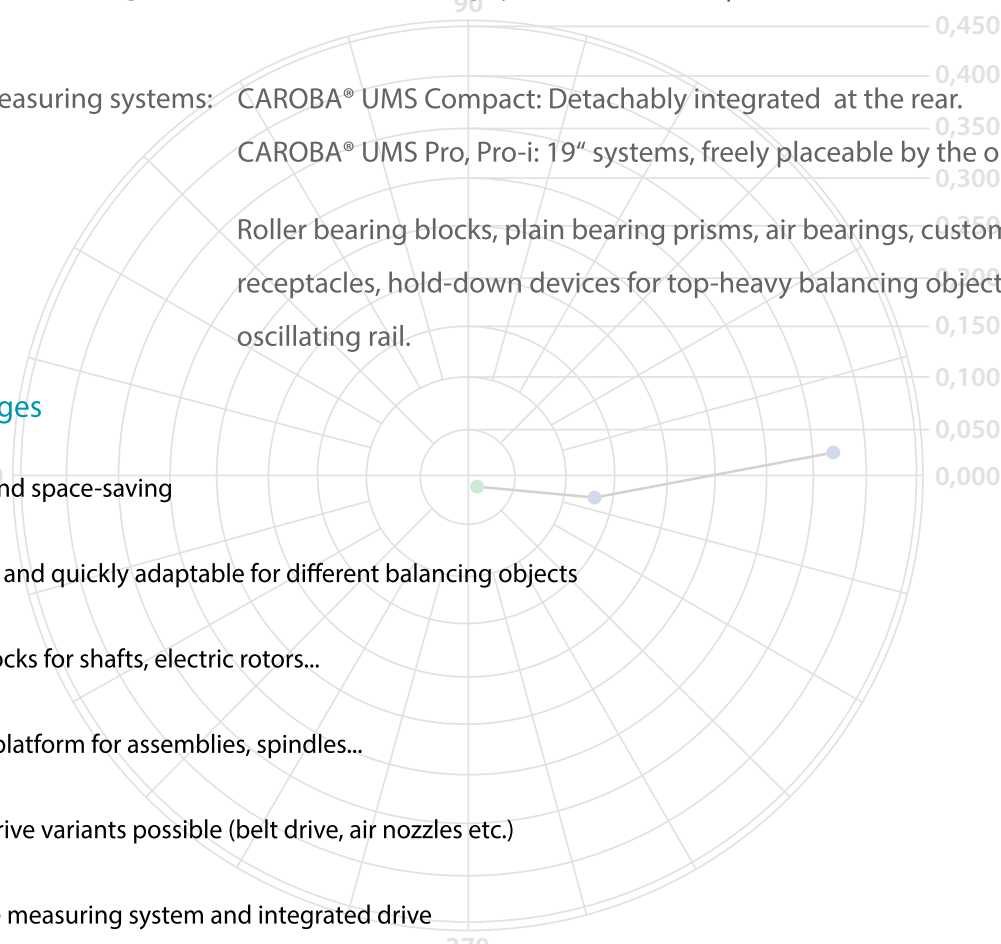 90
0,450
0,400
easuring systems: CAROBA® UMS Compact: Detachably integrated at the rear.
0,350
CAROBA® UMS Pro, Pro-i: 19“ systems, freely placeable by the o
0,300
Roller bearing blocks, plain bearing prisms, air bearings, custom
receptacles, hold-down devices for top-heavy balancing object
0,150
oscillating rail.
0,100
ges
0,050
0,000
nd space-saving
and quickly adaptable for different balancing objects
ocks for shafts, electric rotors...
platform for assemblies, spindles...
rive variants possible (belt drive, air nozzles etc.)
measuring system and integrated drive